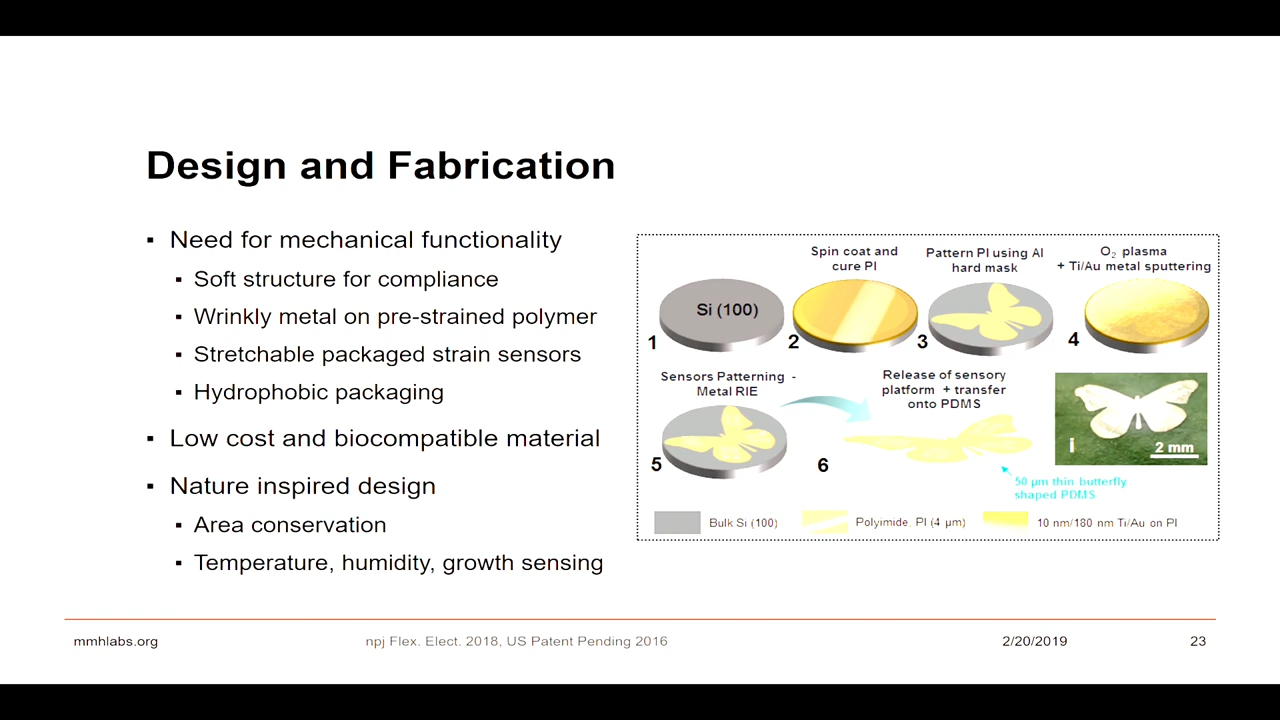 Design and Fabrication
▪ Need for mechanical functionality
▪ Soft structure for compliance
▪ Wrinkly metal on pre-strained polymer
▪ Stretchable packaged strain sensors
▪ Hydrophobic packaging
▪ Low cost and biocompatible material
▪ Nature inspired design
▪ Area conservation
▪ Temperature, humidity, growth sensing
Si (100)
1
Spin coat and
cure PI
2
Pattern PI using Al
hard mask
3
O₂ plasma
+ Ti/Au metal sputtering
4
Sensors Patterning -
Metal RIE
5
Release of sensory
platform + transfer
onto PDMS
6
50 µm thin butterfly
shaped PDMS
i
2 mm
Bulk Si (100)
Polyimide, PI (4 µm)
10 nm/180 nm Ti/Au on PI
mmhlabs.org
npj Flex. Elect. 2018, US Patent Pending 2016
2/20/2019
23